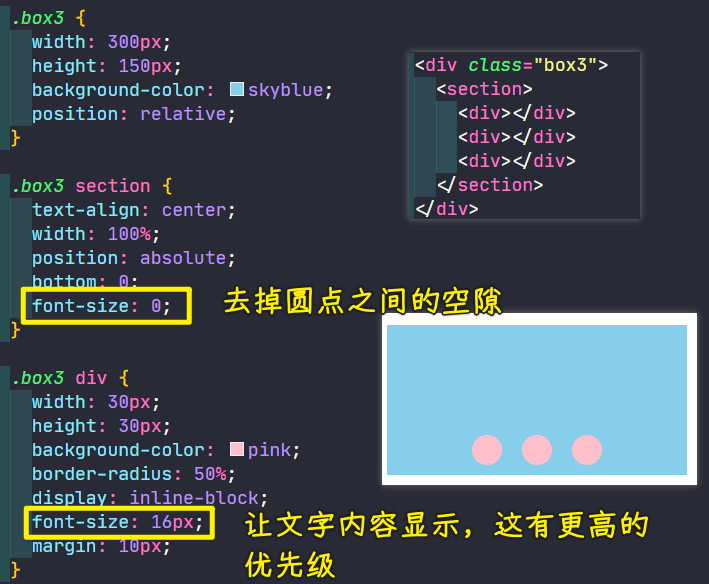 .box3 {
width: 300px;
height: 150px;
background-color: skyblue;
position: relative;
}
.box3 section {
text-align: center;
width: 100%;
position: absolute;
bottom: 0;
font-size: 0;
}
.box3 div {
width: 30px;
height: 30px;
background-color: pink;
border-radius: 50%;
display: inline-block;
font-size: 16px;
margin: 10px;
}
<div class="box3">
<section>
<div></div>
<div></div>
<div></div>
</section>
</div>
去掉圆点之间的空隙
让文字内容显示，这有更高的
优先级